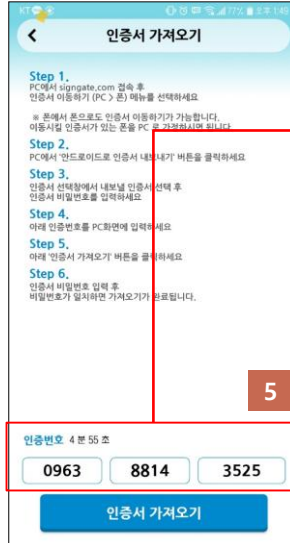 KT
77% 오후 1:49
인증서 가져오기
Step 1.
PC에서 signgate.com 접속 후
인증서 이동하기 (PC > 폰) 메뉴를 선택하세요
※ 폰에서 폰으로도 인증서 이동하기가 가능합니다.
이동시킬 인증서가 있는 폰을 PC 로 가정하시면 됩니다.
Step 2.
PC에서 '안드로이드로 인증서 내보내기' 버튼을 클릭하세요
Step 3.
인증서 선택창에서 내보낼 인증서 선택 후
인증서 비밀번호를 입력하세요
Step 4.
아래 인증번호를 PC화면에 입력하세요
Step 5.
아래 '인증서 가져오기' 버튼을 클릭하세요
Step 6.
인증서 비밀번호 입력 후
비밀번호가 일치하면 가져오기가 완료됩니다.
5
인증번호 4 분 55 초
0963 8814 3525
인증서 가져오기